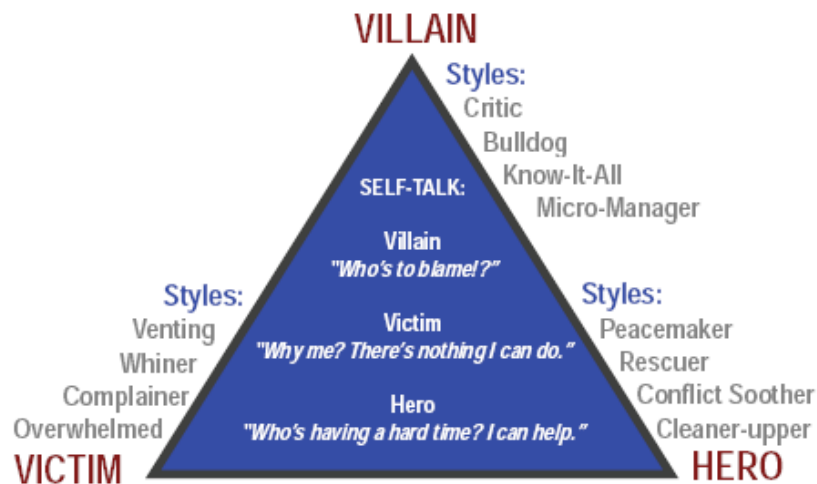 VILLAIN
Styles:
Critic
Bulldog
Know-It-All
Micro-Manager
SELF-TALK:
Villain
"Who's to blame!?"
Victim
"Why me? There's nothing I can do."
Hero
"Who's having a hard time? I can help."
Styles:
Venting
Whiner
Complainer
Overwhelmed
VICTIM
Styles:
Peacemaker
Rescuer
Conflict Soother
Cleaner-upper
HERO